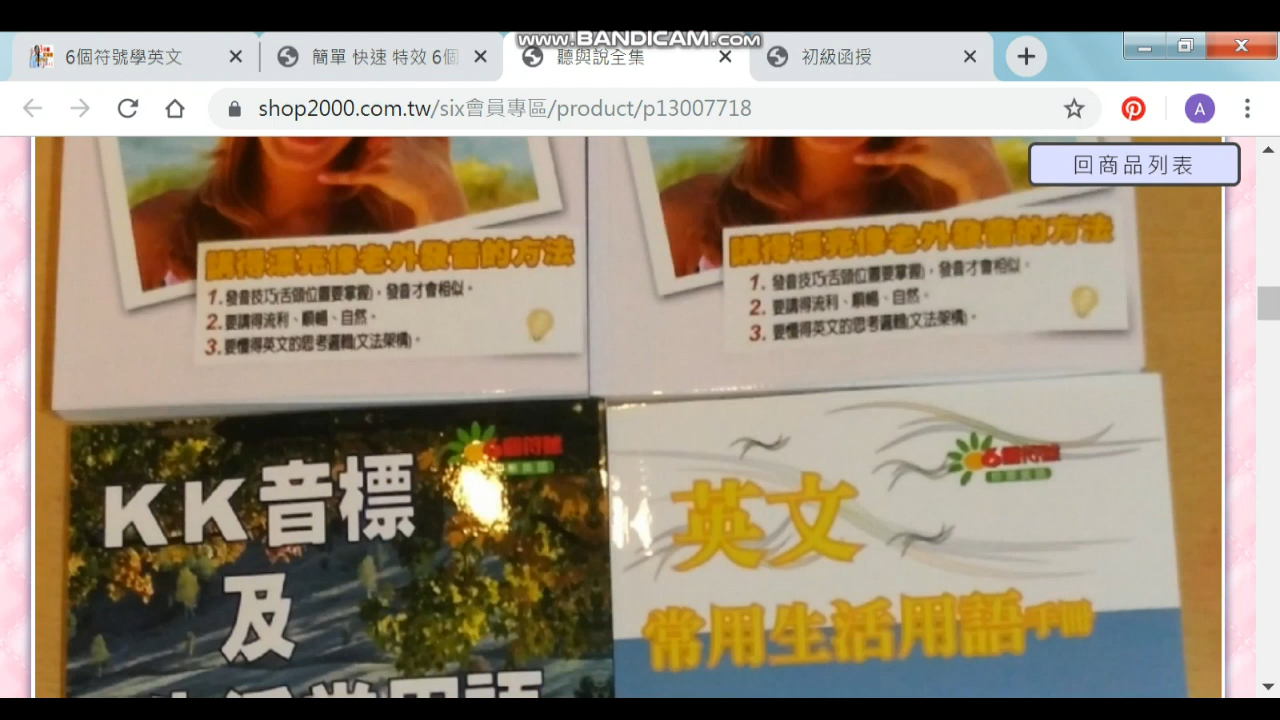 www.BANDICAM.com
6個符號學英文
簡單 快速 特效 6個
聽與說全集
初級函授
shop2000.com.tw/six會員專區/product/p13007718
A
回商品列表
講得漂亮像老外發音的方法
1. 發音技巧(舌頭位置要掌握)，發音才會相似。
2. 要講得流利、順暢、自然。
3. 要懂得英文的思考邏輯(文法架構)。
講得漂亮像老外發音的方法
1. 發音技巧(舌頭位置要掌握)，發音才會相似。
2. 要講得流利、順暢、自然。
3. 要懂得英文的思考邏輯(文法架構)。
6個符號
KK音標
及
6個符號
英文
常用生活用語手冊